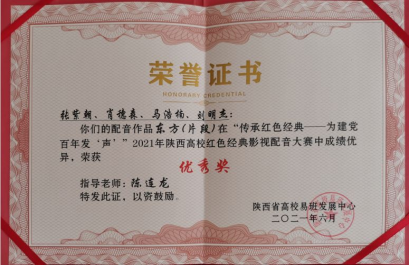 荣誉证书
HONORARY CREDENTIAL
张紫朝、肖德森、马浩楠、刘明杰：
你们的配音作品东方(片段)在“传承红色经典——为建党
百年发‘声’”2021年陕西高校红色经典影视配音大赛中成绩优
异，荣获
优秀奖
指导老师：陈连龙
特发此证，以资鼓励。
陕西省高校易班发展中心
二〇二一年六月